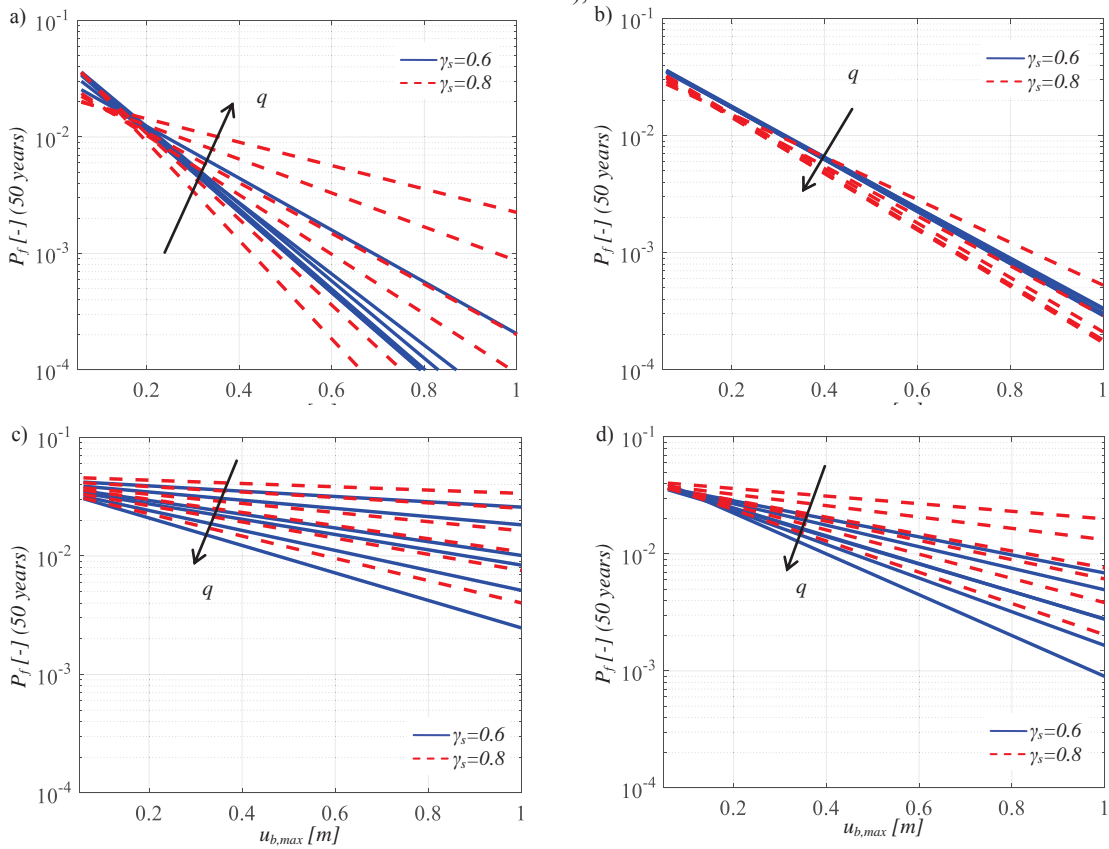 ),
a)
10^-1
10^-2
10^-3
10^-4
P_f [-] (50 years)
γ_s=0.6
γ_s=0.8
q
0.2
0.4
0.6
0.8
1
[m]
b)
10^-1
10^-2
10^-3
10^-4
P_f [-] (50 years)
γ_s=0.6
γ_s=0.8
q
0.2
0.4
0.6
0.8
1
c)
10^-1
10^-2
10^-3
10^-4
P_f [-] (50 years)
q
γ_s=0.6
γ_s=0.8
0.2
0.4
0.6
0.8
1
u_b,max [m]
d)
10^-1
10^-2
10^-3
10^-4
P_f [-] (50 years)
q
γ_s=0.6
γ_s=0.8
0.2
0.4
0.6
0.8
1
u_b,max [m]